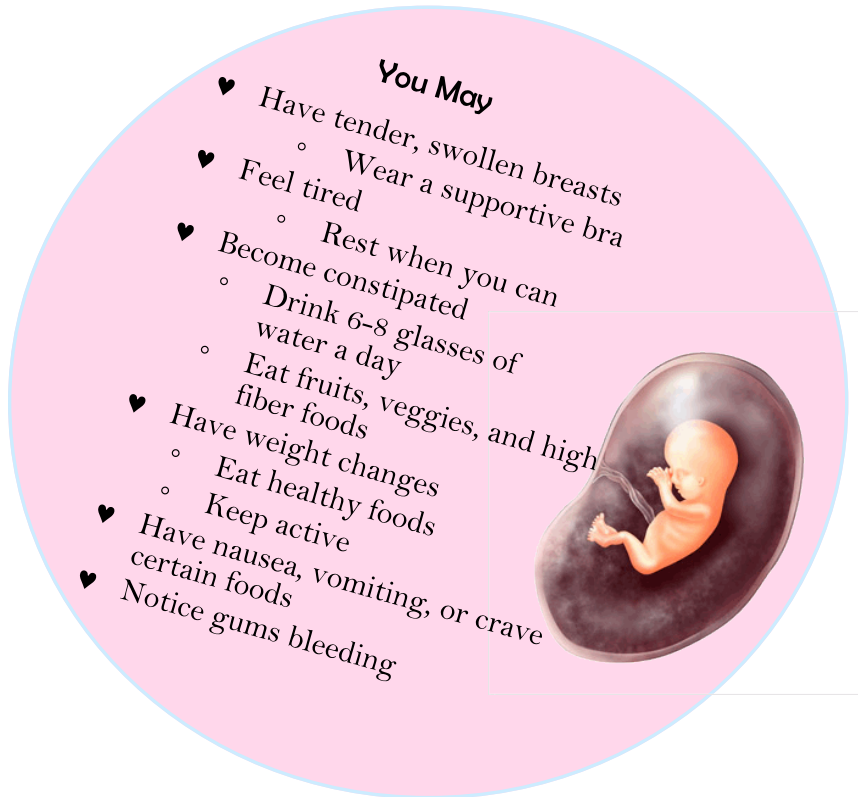 You May
♥ Have tender, swollen breasts
○ Wear a supportive bra
♥ Feel tired
○ Rest when you can
♥ Become constipated
○ Drink 6-8 glasses of
water a day
○ Eat fruits, veggies, and high
fiber foods
♥ Have weight changes
○ Eat healthy foods
○ Keep active
♥ Have nausea, vomiting, or crave
certain foods
♥ Notice gums bleeding